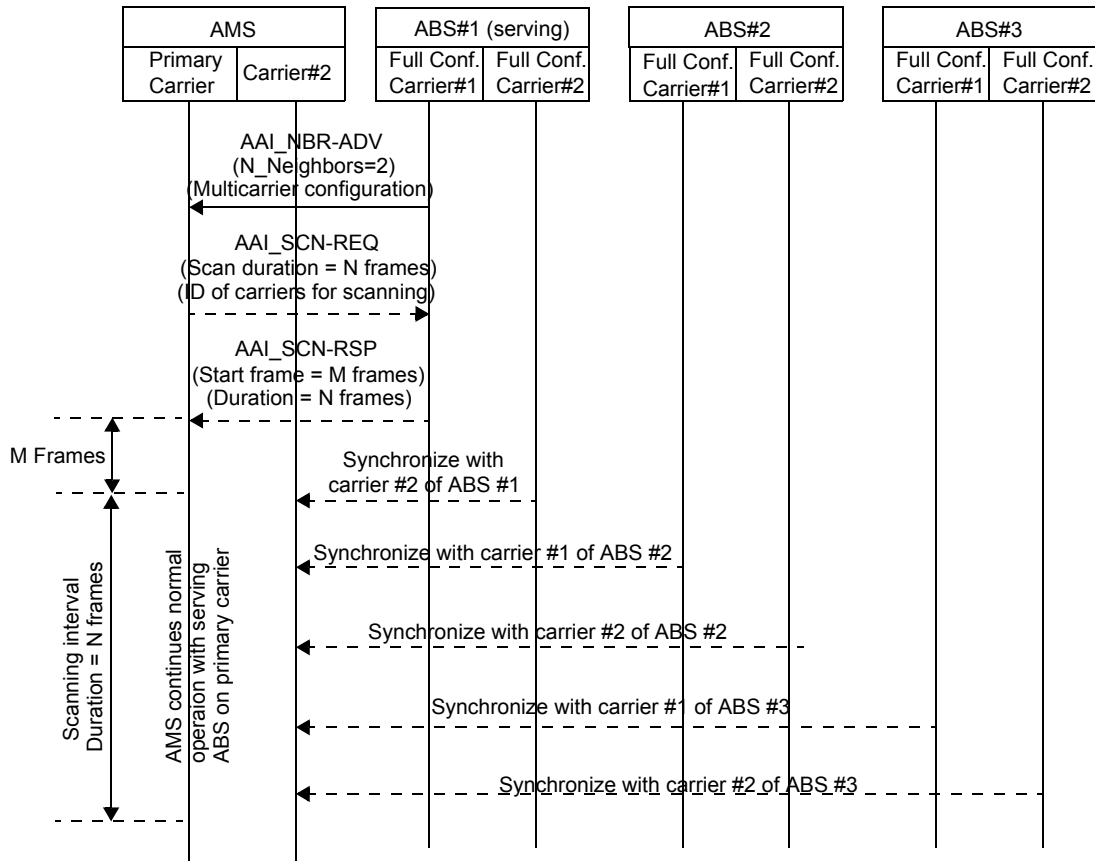 AMS
ABS#1 (serving)
ABS#2
ABS#3
Primary
Carrier
Carrier#2
Full Conf.
Carrier#1
Full Conf.
Carrier#2
Full Conf.
Carrier#1
Full Conf.
Carrier#2
Full Conf.
Carrier#1
Full Conf.
Carrier#2
AAI_NBR-ADV
(N_Neighbors=2)
(Multicarrier configuration)
AAI_SCN-REQ
(Scan duration = N frames)
(ID of carriers for scanning)
AAI_SCN-RSP
(Start frame = M frames)
(Duration = N frames)
M Frames
Synchronize with
carrier #2 of ABS #1
Synchronize with carrier #1 of ABS #2
Synchronize with carrier #2 of ABS #2
Synchronize with carrier #1 of ABS #3
Synchronize with carrier #2 of ABS #3
Scanning interval
Duration = N frames
AMS continues normal
operaion with serving
ABS on primary carrier